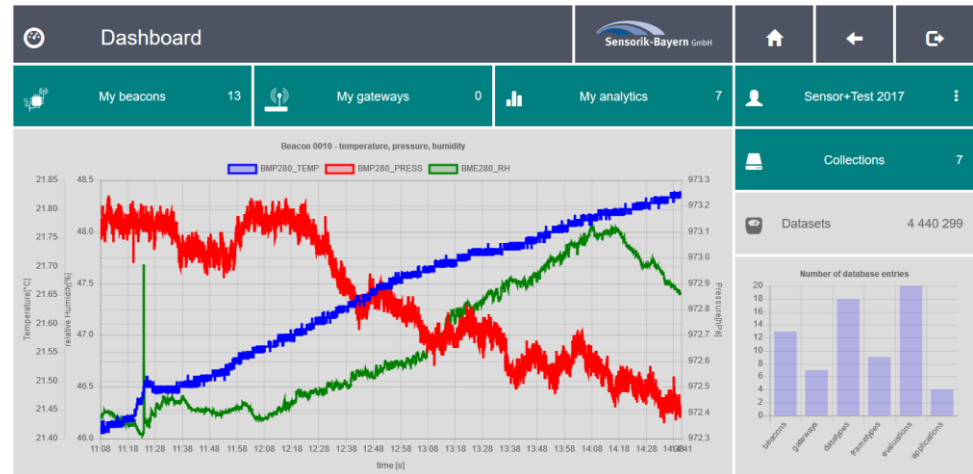 Dashboard
Sensorik-Bayern GmbH
My beacons 13
My gateways 0
My analytics 7
Sensor+Test 2017
Collections 7
Datasets 4 440 299
Beacon 0010 - temperature, pressure, humidity
BMP280_TEMP BMP280_PRESS BME280_RH
Temperature[°C]
21.85
21.80
21.75
21.70
21.65
21.60
21.55
21.50
21.45
21.40
relative Humidity[%]
48.5
48.0
47.5
47.0
46.5
46.0
973.3
973.2
973.1
973.0
972.9
972.8
972.7
972.6
972.5
972.4
972.3
Pressure[hPa]
11:08 11:18 11:28 11:38 11:48 11:58 12:08 12:18 12:28 12:38 12:48 12:58 13:08 13:18 13:28 13:38 13:48 13:58 14:08 14:18 14:28
time [s]
Number of database entries
20
18
16
14
12
10
8
6
4
2
0
beacons gateways datatypes frametypes evaluations applications